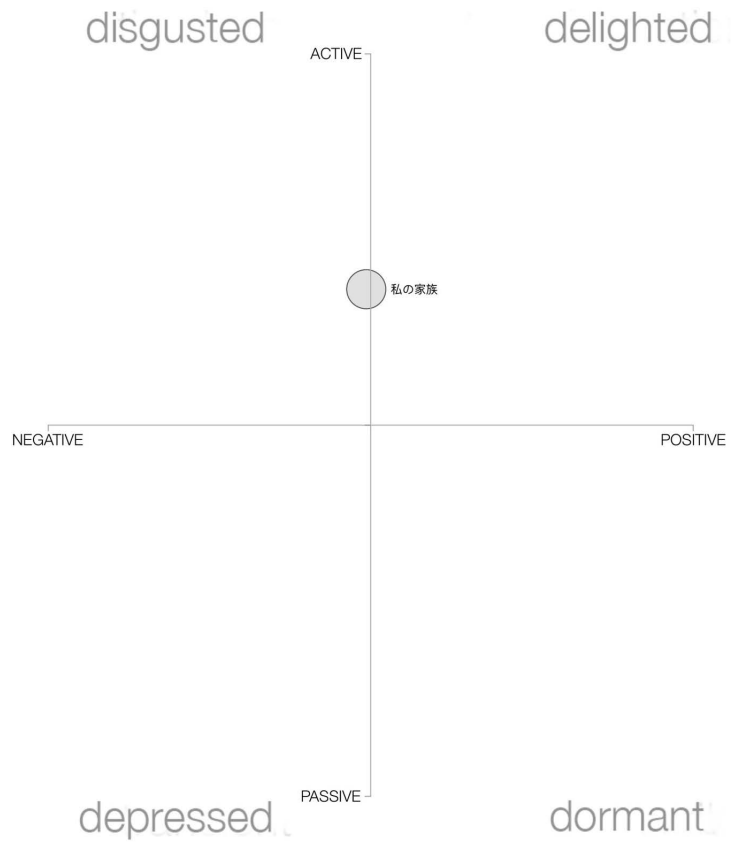 disgusted
delighted
ACTIVE
私の家族
NEGATIVE
POSITIVE
PASSIVE
depressed
dormant